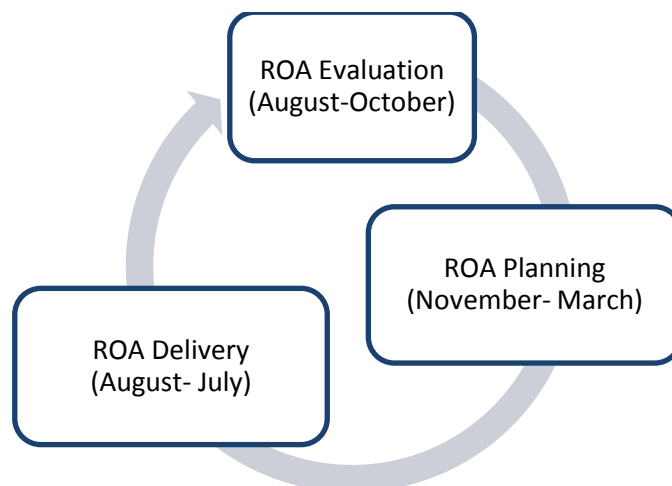 ROA Evaluation
(August-October)
ROA Planning
(November- March)
ROA Delivery
(August- July)